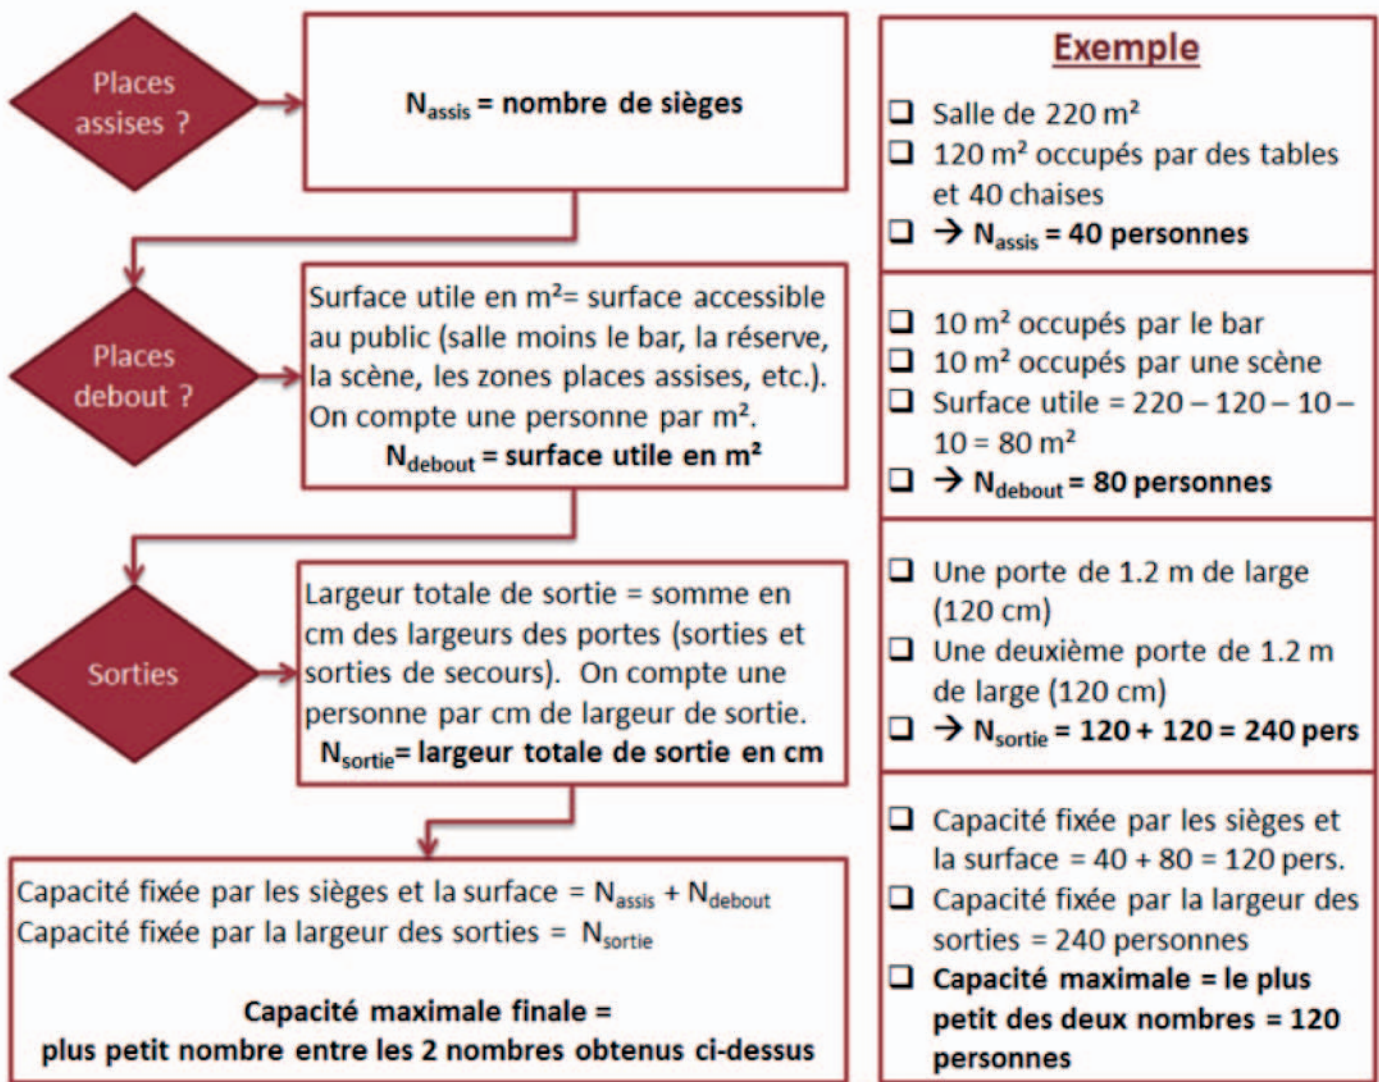 Places
assises ?
N_assis = nombre de sièges
Places
debout ?
Surface utile en m²= surface accessible
au public (salle moins le bar, la réserve,
la scène, les zones places assises, etc.).
On compte une personne par m².
N_debout = surface utile en m²
Sorties
Largeur totale de sortie = somme en
cm des largeurs des portes (sorties et
sorties de secours). On compte une
personne par cm de largeur de sortie.
N_sortie= largeur totale de sortie en cm
Capacité fixée par les sièges et la surface = N_assis + N_debout
Capacité fixée par la largeur des sorties = N_sortie
Capacité maximale finale =
plus petit nombre entre les 2 nombres obtenus ci-dessus
Exemple
❑ Salle de 220 m²
❑ 120 m² occupés par des tables
et 40 chaises
❑ → N_assis = 40 personnes
❑ 10 m² occupés par le bar
❑ 10 m² occupés par une scène
❑ Surface utile = 220 – 120 – 10 –
10 = 80 m²
❑ → N_debout = 80 personnes
❑ Une porte de 1.2 m de large
(120 cm)
❑ Une deuxième porte de 1.2 m
de large (120 cm)
❑ → N_sortie = 120 + 120 = 240 pers
❑ Capacité fixée par les sièges et
la surface = 40 + 80 = 120 pers.
❑ Capacité fixée par la largeur des
sorties = 240 personnes
❑ Capacité maximale = le plus
petit des deux nombres = 120
personnes